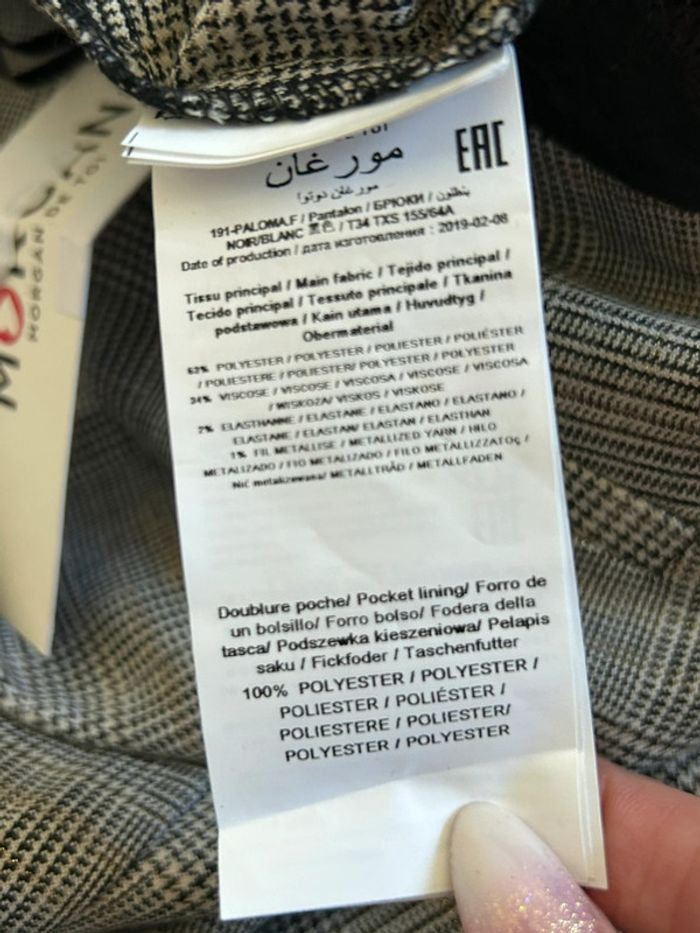 مورغان
EAC
مورغان دوتوا
191-PALOMA.F / Pantalon / БРЮКИ / بنطلون
NOIR/BLANC 黑色 / T34 TXS 155/64A
Date of production / дата изготовления : 2019-02-08
Tissu principal / Main fabric / Tejido principal /
Tecido principal / Tessuto principale / Tkanina
podstawowa / Kain utama / Huvudtyg /
Obermaterial
63% POLYESTER / POLYESTER / POLIESTER / POLIÉSTER
/ POLIESTERE / POLIESTER/ POLYESTER / POLYESTER
34% VISCOSE / VISCOSE / VISCOSA / VISCOSE / VISCOSA
/ WISKOZA/ VISKOS / VISKOSE
2% ELASTHANNE / ELASTANE / ELASTANO / ELASTANO /
ELASTANE / ELASTAN/ ELASTAN / ELASTHAN
1% FIL METALLISE / METALLIZED YARN / HILO
METALIZADO / FIO METALIZADO / FILO METALLIZZATO /
Nić metalizowana/ METALLTRÅD / METALLFADEN
Doublure poche/ Pocket lining/ Forro de
un bolsillo/ Forro bolso/ Fodera della
tasca/ Podszewka kieszeniowa/ Pelapis
saku / Fickfoder / Taschenfutter
100% POLYESTER / POLYESTER /
POLIESTER / POLIÉSTER /
POLIESTERE / POLIESTER/
POLYESTER / POLYESTER
MORGAN DE TOI